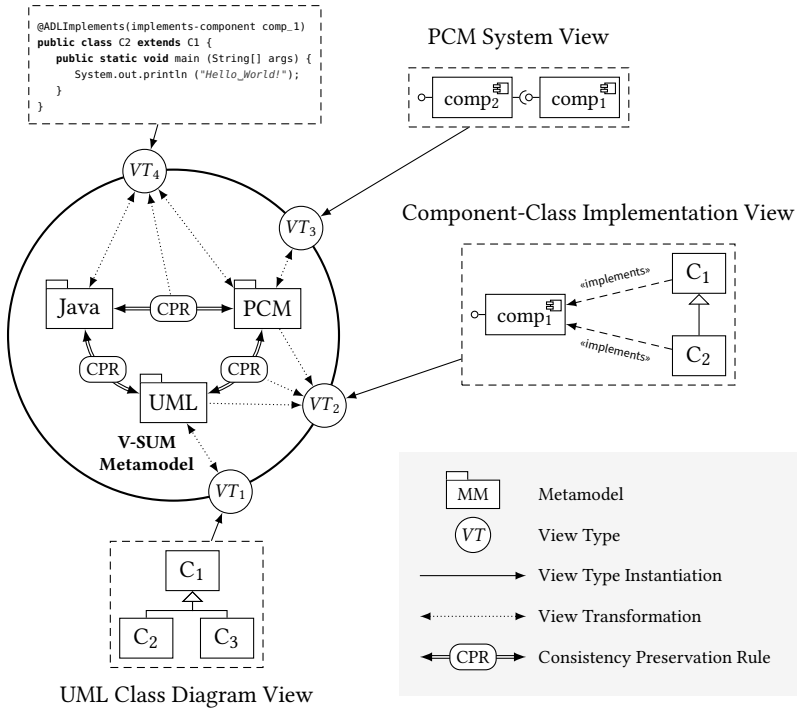 @ADLImplements(implements-component comp_1)
public class C2 extends C1 {
public static void main (String[] args) {
System.out.println ("Hello␣World!");
}
}
PCM System View
comp2
comp1
VT4
VT3
Component-Class Implementation View
«implements»
C1
comp1
«implements»
C2
Java
CPR
PCM
CPR
CPR
UML
VT2
V-SUM
Metamodel
VT1
C1
C2
C3
UML Class Diagram View
MM
Metamodel
VT
View Type
View Type Instantiation
View Transformation
CPR
Consistency Preservation Rule